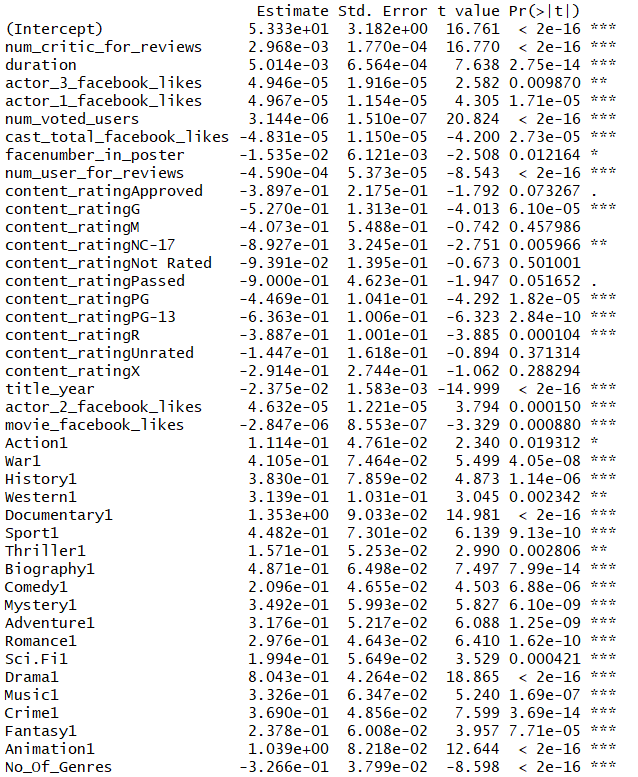 Estimate Std. Error t value Pr(>|t|)
(Intercept) 5.333e+01 3.182e+00 16.761 < 2e-16 ***
num_critic_for_reviews 2.968e-03 1.770e-04 16.770 < 2e-16 ***
duration 5.014e-03 6.564e-04 7.638 2.75e-14 ***
actor_3_facebook_likes 4.946e-05 1.916e-05 2.582 0.009870 **
actor_1_facebook_likes 4.967e-05 1.154e-05 4.305 1.71e-05 ***
num_voted_users 3.144e-06 1.510e-07 20.824 < 2e-16 ***
cast_total_facebook_likes -4.831e-05 1.150e-05 -4.200 2.73e-05 ***
facenumber_in_poster -1.535e-02 6.121e-03 -2.508 0.012164 *
num_user_for_reviews -4.590e-04 5.373e-05 -8.543 < 2e-16 ***
content_ratingApproved -3.897e-01 2.175e-01 -1.792 0.073267 .
content_ratingG -5.270e-01 1.313e-01 -4.013 6.10e-05 ***
content_ratingM -4.073e-01 5.488e-01 -0.742 0.457986
content_ratingNC-17 -8.927e-01 3.245e-01 -2.751 0.005966 **
content_ratingNot Rated -9.391e-02 1.395e-01 -0.673 0.501001
content_ratingPassed -9.000e-01 4.623e-01 -1.947 0.051652 .
content_ratingPG -4.469e-01 1.041e-01 -4.292 1.82e-05 ***
content_ratingPG-13 -6.363e-01 1.006e-01 -6.323 2.84e-10 ***
content_ratingR -3.887e-01 1.001e-01 -3.885 0.000104 ***
content_ratingUnrated -1.447e-01 1.618e-01 -0.894 0.371314
content_ratingX -2.914e-01 2.744e-01 -1.062 0.288294
title_year -2.375e-02 1.583e-03 -14.999 < 2e-16 ***
actor_2_facebook_likes 4.632e-05 1.221e-05 3.794 0.000150 ***
movie_facebook_likes -2.847e-06 8.553e-07 -3.329 0.000880 ***
Action1 1.114e-01 4.761e-02 2.340 0.019312 *
War1 4.105e-01 7.464e-02 5.499 4.05e-08 ***
History1 3.830e-01 7.859e-02 4.873 1.14e-06 ***
Western1 3.139e-01 1.031e-01 3.045 0.002342 **
Documentary1 1.353e+00 9.033e-02 14.981 < 2e-16 ***
Sport1 4.482e-01 7.301e-02 6.139 9.13e-10 ***
Thriller1 1.571e-01 5.253e-02 2.990 0.002806 **
Biography1 4.871e-01 6.498e-02 7.497 7.99e-14 ***
Comedy1 2.096e-01 4.655e-02 4.503 6.88e-06 ***
Mystery1 3.492e-01 5.993e-02 5.827 6.10e-09 ***
Adventure1 3.176e-01 5.217e-02 6.088 1.25e-09 ***
Romance1 2.976e-01 4.643e-02 6.410 1.62e-10 ***
Sci.Fi1 1.994e-01 5.649e-02 3.529 0.000421 ***
Drama1 8.043e-01 4.264e-02 18.865 < 2e-16 ***
Music1 3.326e-01 6.347e-02 5.240 1.69e-07 ***
Crime1 3.690e-01 4.856e-02 7.599 3.69e-14 ***
Fantasy1 2.378e-01 6.008e-02 3.957 7.71e-05 ***
Animation1 1.039e+00 8.218e-02 12.644 < 2e-16 ***
No_Of_Genres -3.266e-01 3.799e-02 -8.598 < 2e-16 ***